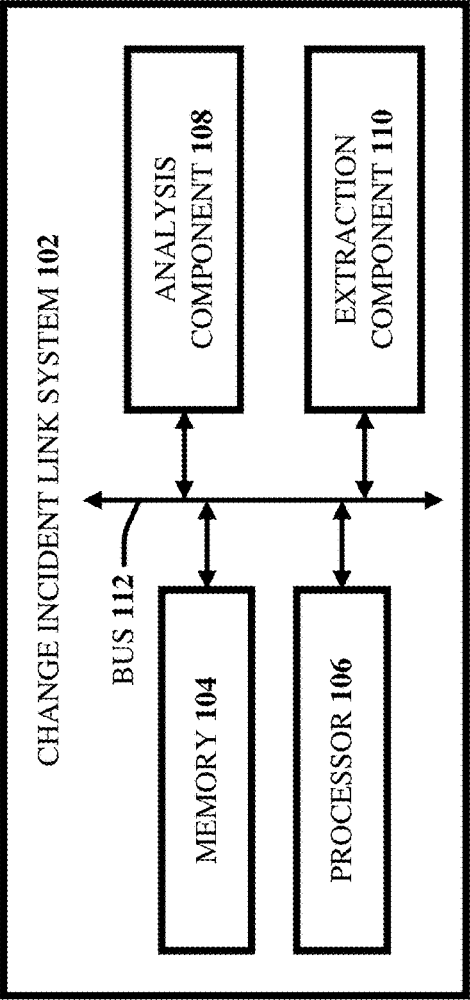 CHANGE INCIDENT LINK SYSTEM 102
MEMORY 104
PROCESSOR 106
BUS 112
ANALYSIS
COMPONENT 108
EXTRACTION
COMPONENT 110